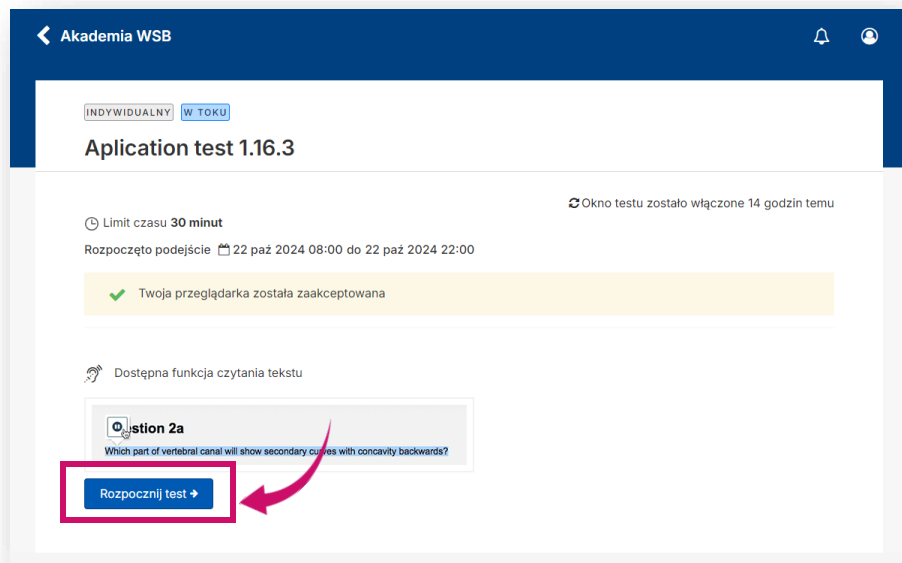 Akademia WSB
INDYWIDUALNY W TOKU
Aplication test 1.16.3
Okno testu zostało włączone 14 godzin temu
Limit czasu 30 minut
Rozpoczęto podejście 22 paź 2024 08:00 do 22 paź 2024 22:00
Twoja przeglądarka została zaakceptowana
Dostępna funkcja czytania tekstu
estion 2a
Which part of vertebral canal will show secondary curves with concavity backwards?
Rozpocznij test